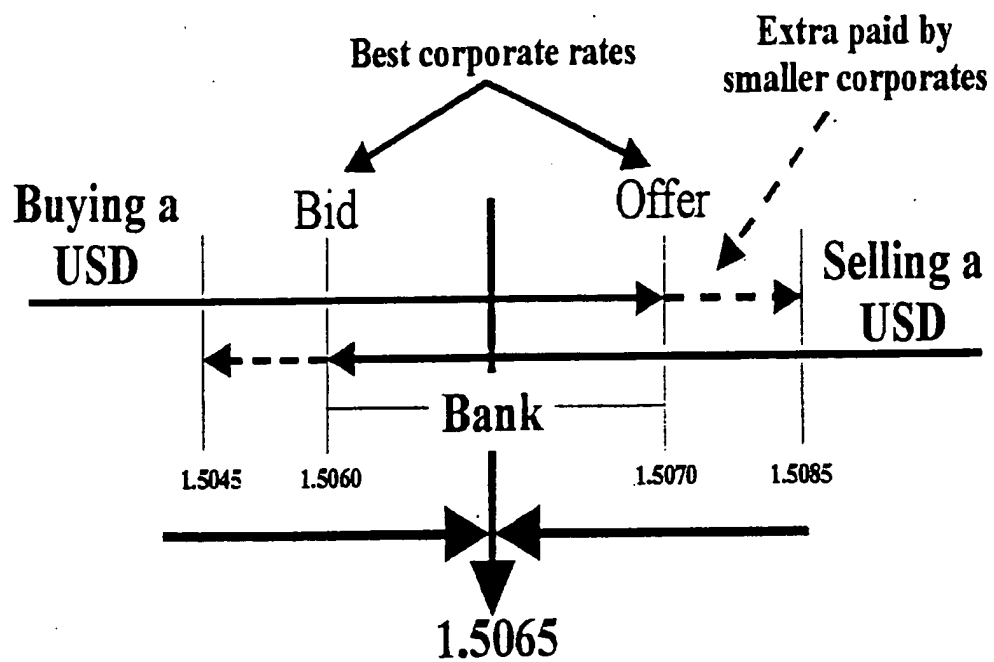 Best corporate rates
Extra paid by
smaller corporates
Buying a
USD
Bid
Offer
Selling a
USD
Bank
1.5045
1.5060
1.5070
1.5085
1.5065